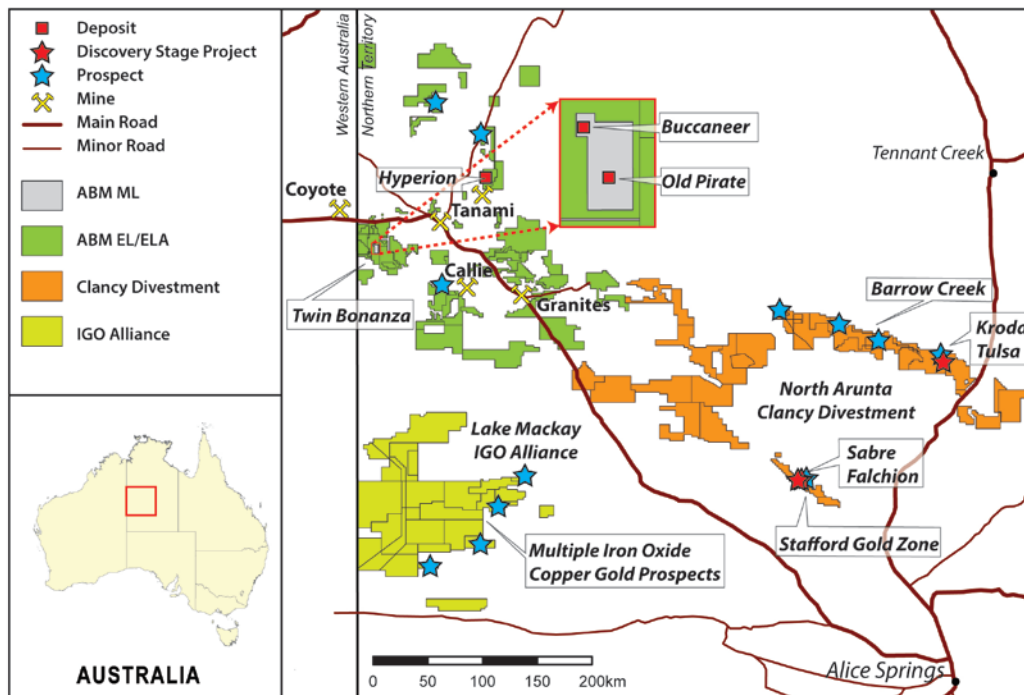 Deposit
Discovery Stage Project
Prospect
Mine
Main Road
Minor Road
ABM ML
ABM EL/ELA
Clancy Divestment
IGO Alliance
AUSTRALIA
Western Australia
Northern Territory
Buccaneer
Old Pirate
Tennant Creek
Hyperion
Coyote
Tanami
Callie
Twin Bonanza
Granites
Barrow Creek
Kroda
Tulsa
North Arunta
Clancy Divestment
Lake Mackay
IGO Alliance
Sabre
Falchion
Stafford Gold Zone
Multiple Iron Oxide
Copper Gold Prospects
0 50 100 150 200km
Alice Springs